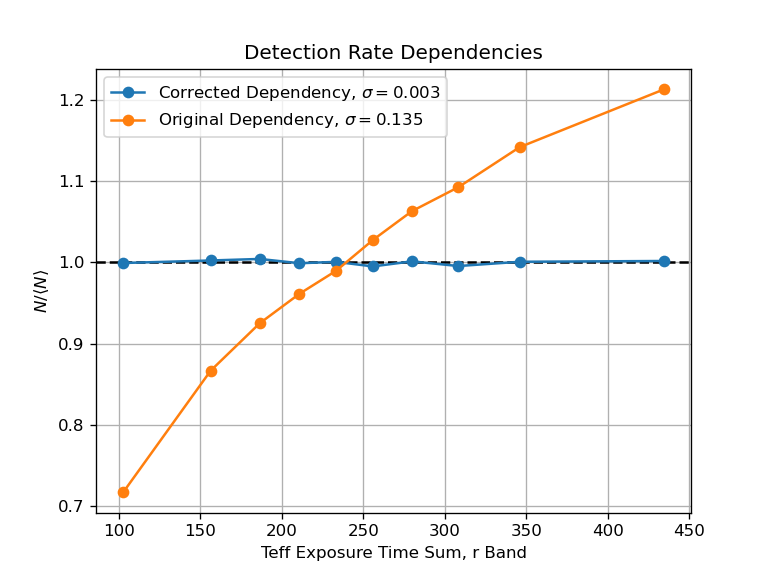 Detection Rate Dependencies
Corrected Dependency, σ = 0.003
Original Dependency, σ = 0.135
1.2
1.1
1.0
0.9
0.8
0.7
N/⟨N⟩
100 150 200 250 300 350 400 450
Teff Exposure Time Sum, r Band